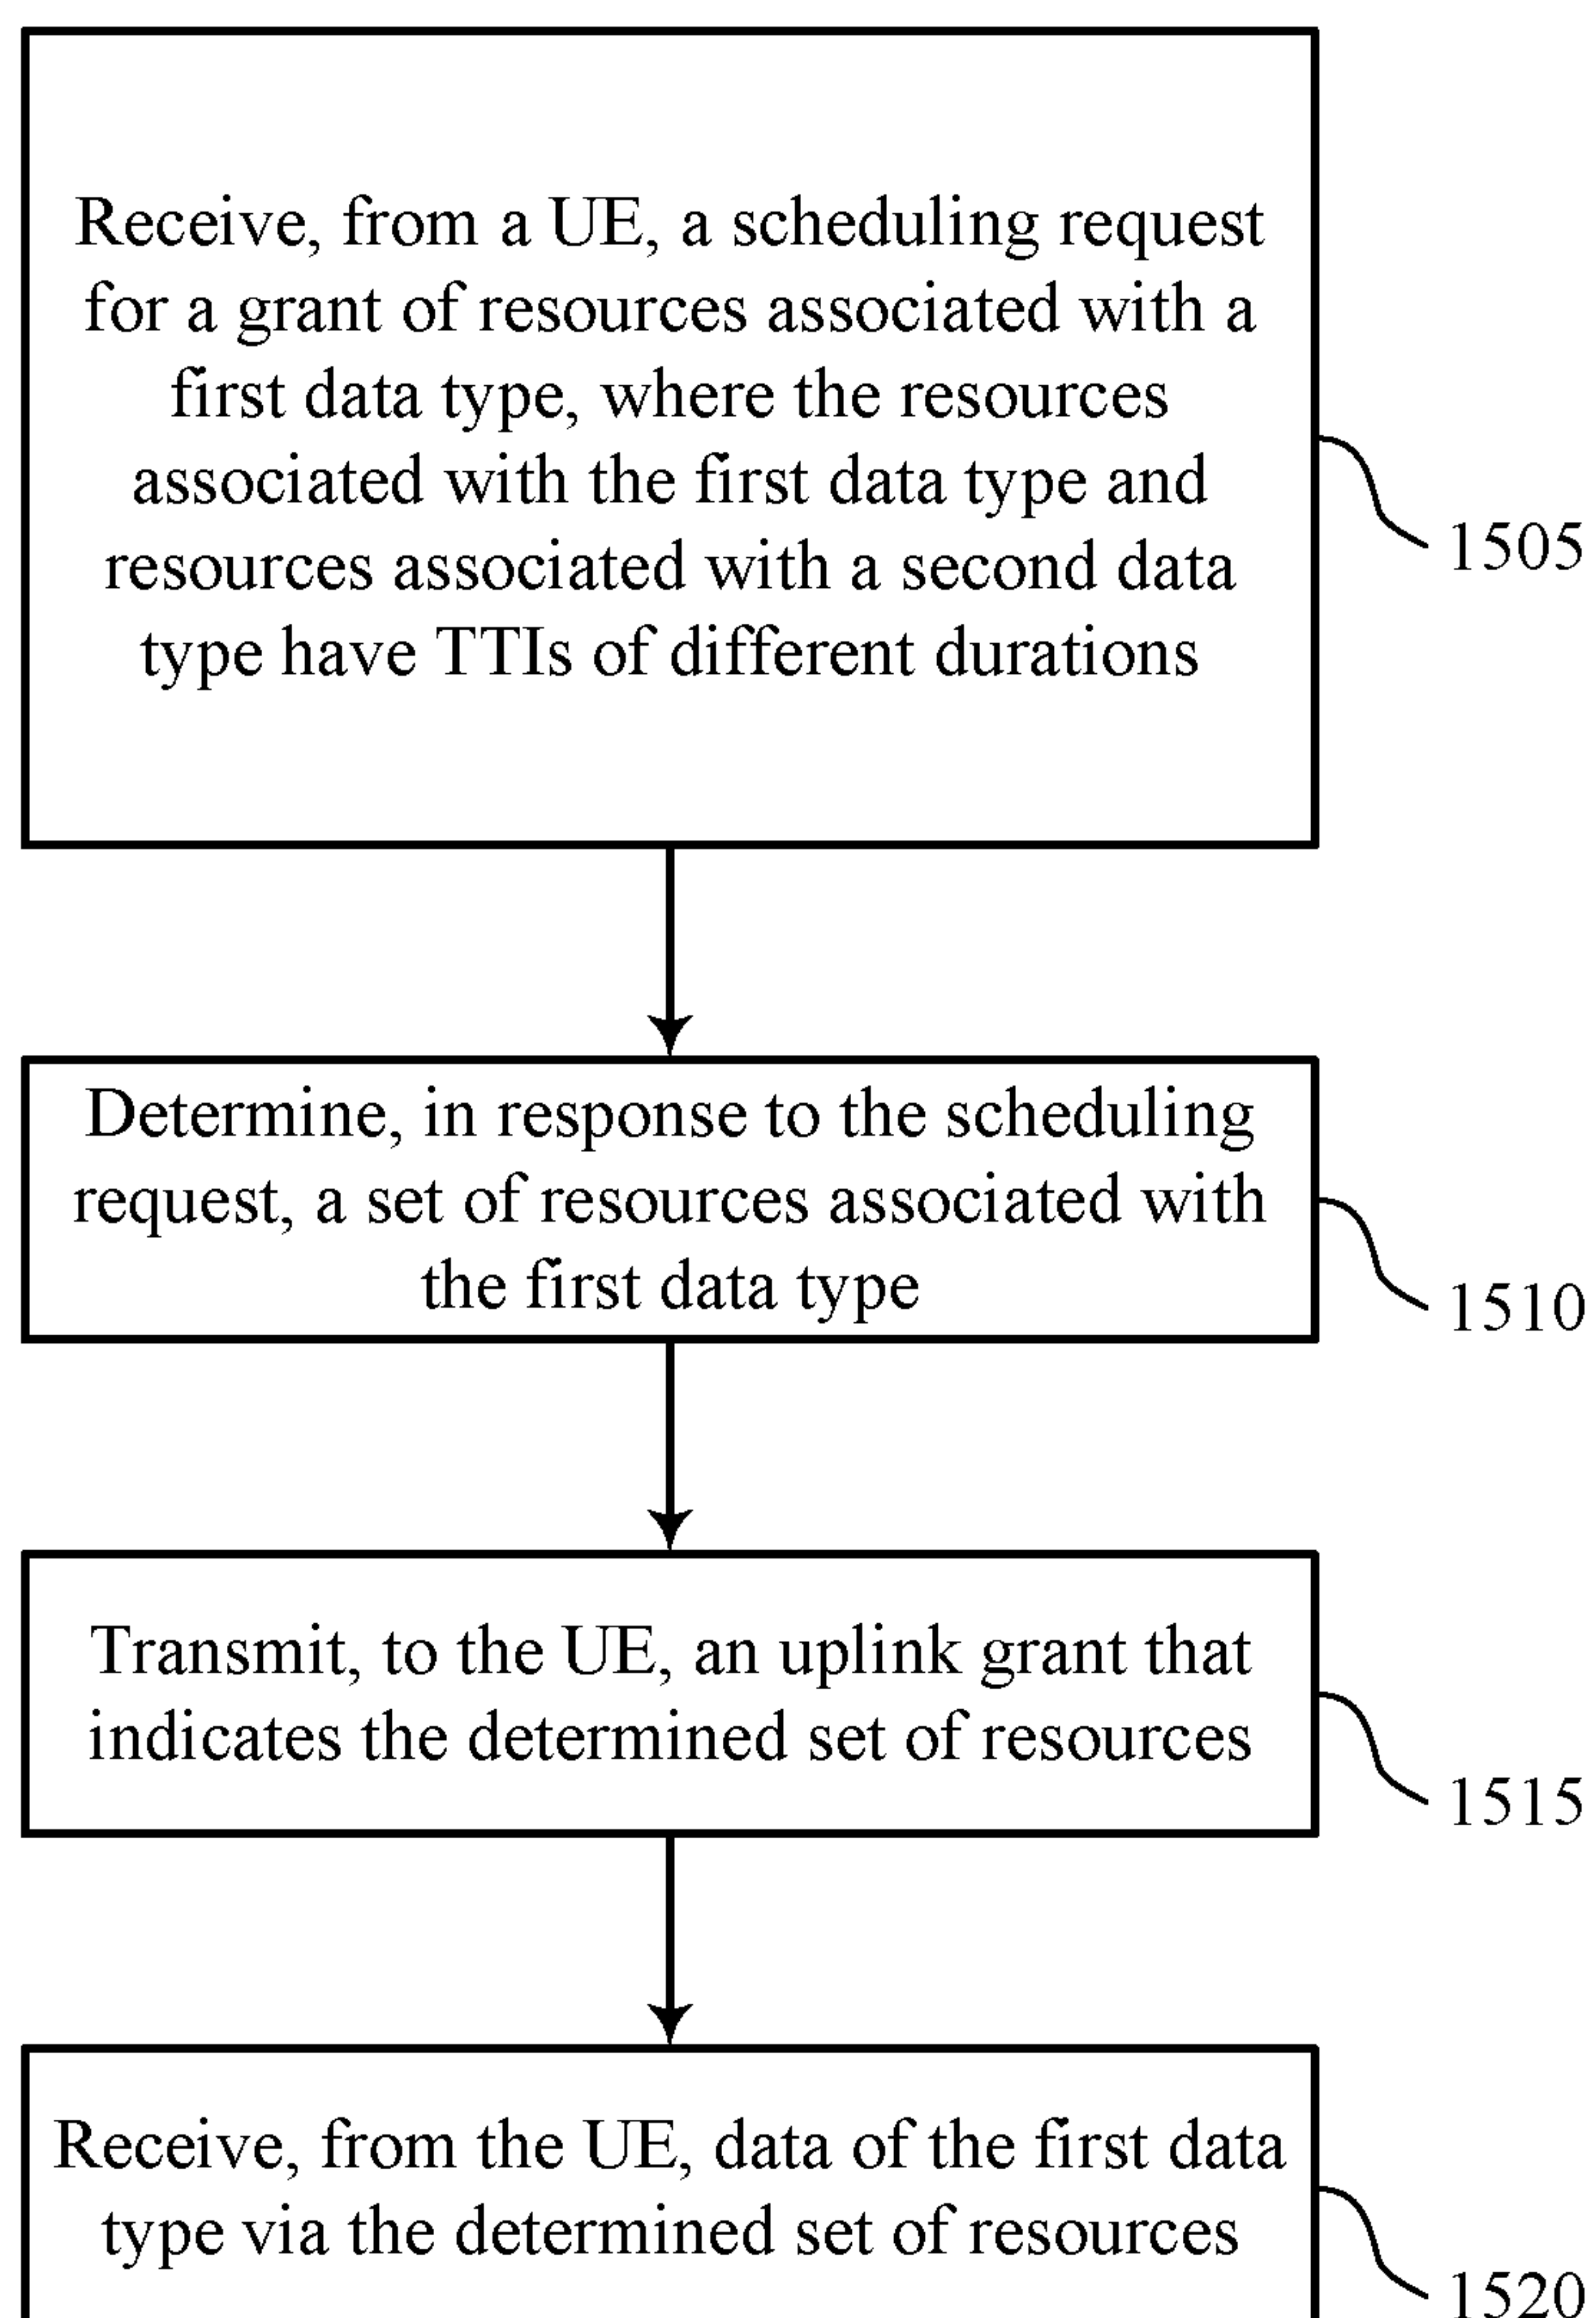 Receive, from a UE, a scheduling request
for a grant of resources associated with a
first data type, where the resources
associated with the first data type and
resources associated with a second data
type have TTIs of different durations
1505
Determine, in response to the scheduling
request, a set of resources associated with
the first data type
1510
Transmit, to the UE, an uplink grant that
indicates the determined set of resources
1515
Receive, from the UE, data of the first data
type via the determined set of resources
1520